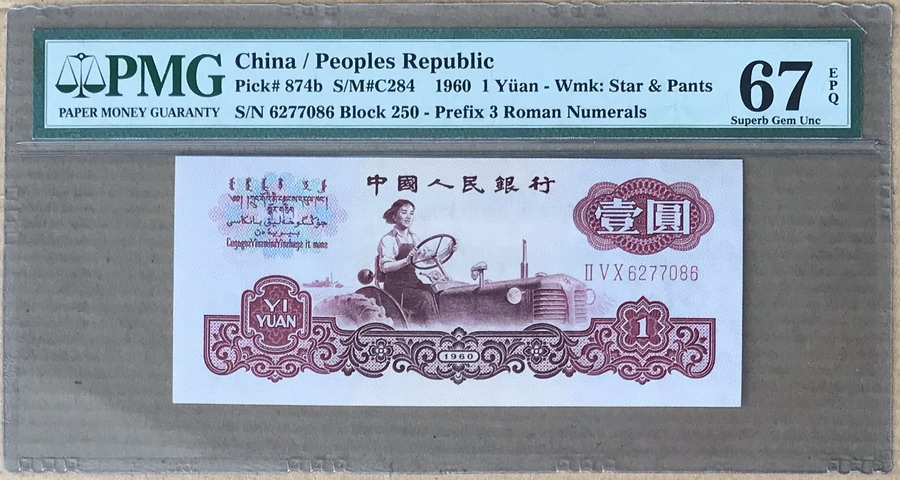 PMG
PAPER MONEY GUARANTY
China / Peoples Republic
Pick# 874b S/M#C284 1960 1 Yüan - Wmk: Star & Pants
S/N 6277086 Block 250 - Prefix 3 Roman Numerals
67
EPQ
Superb Gem Unc
中國人民銀行
壹圓
II V X 6277086
YI
YUAN
1960
1